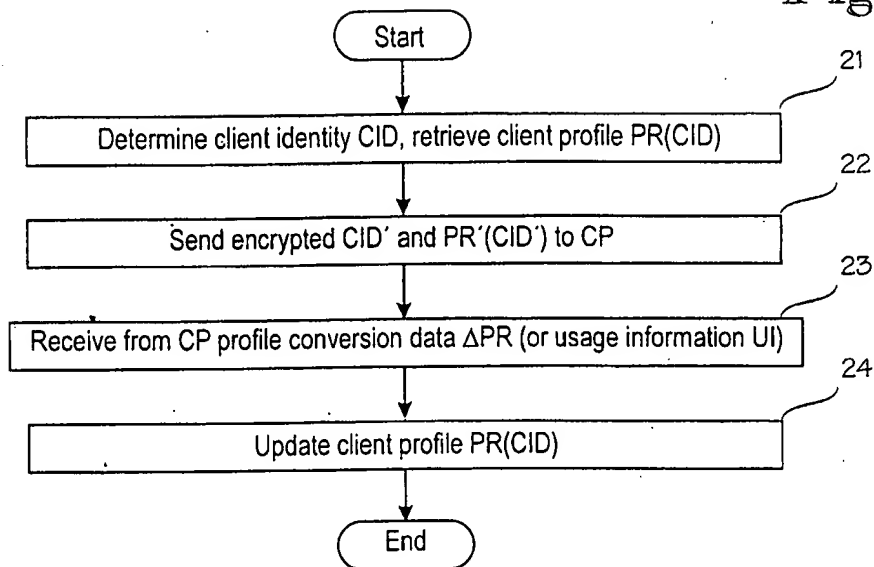 Start
21
Determine client identity CID, retrieve client profile PR(CID)
22
Send encrypted CID´ and PR´(CID´) to CP
23
Receive from CP profile conversion data ΔPR (or usage information UI)
24
Update client profile PR(CID)
End